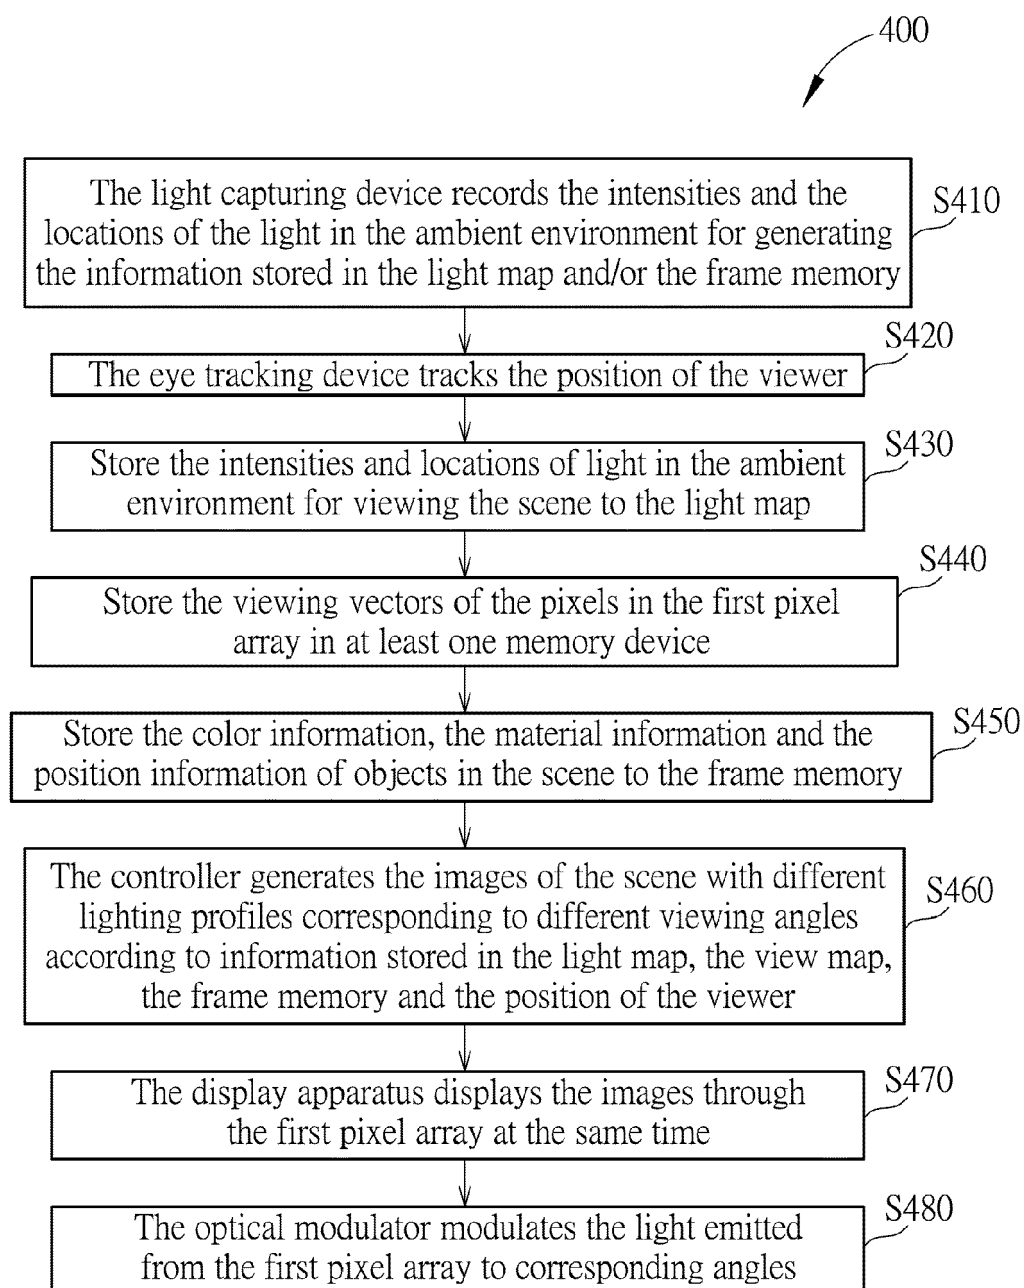 400
The light capturing device records the intensities and the
locations of the light in the ambient environment for generating
the information stored in the light map and/or the frame memory
S410
The eye tracking device tracks the position of the viewer
S420
Store the intensities and locations of light in the ambient
environment for viewing the scene to the light map
S430
Store the viewing vectors of the pixels in the first pixel
array in at least one memory device
S440
Store the color information, the material information and the
position information of objects in the scene to the frame memory
S450
The controller generates the images of the scene with different
lighting profiles corresponding to different viewing angles
according to information stored in the light map, the view map,
the frame memory and the position of the viewer
S460
The display apparatus displays the images through
the first pixel array at the same time
S470
The optical modulator modulates the light emitted
from the first pixel array to corresponding angles
S480